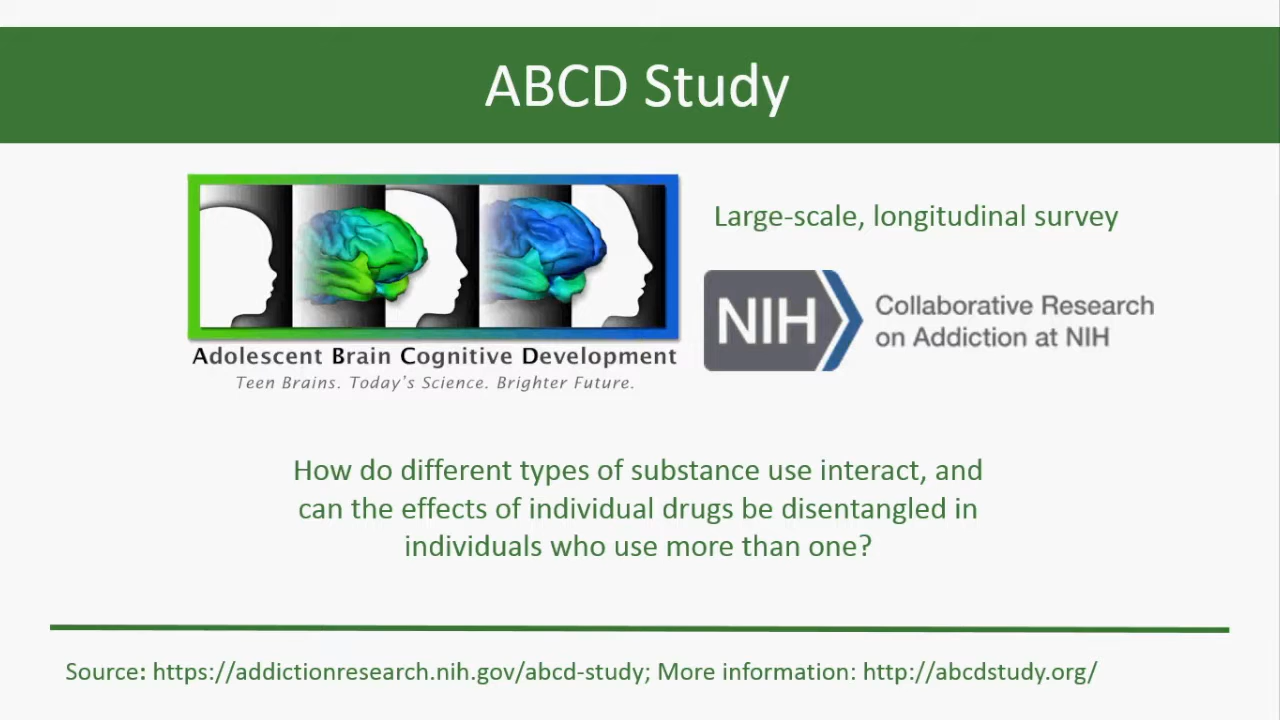 ABCD Study
Large-scale, longitudinal survey
NIH
Collaborative Research
on Addiction at NIH
Adolescent Brain Cognitive Development
Teen Brains. Today's Science. Brighter Future.
How do different types of substance use interact, and
can the effects of individual drugs be disentangled in
individuals who use more than one?
Source: https://addictionresearch.nih.gov/abcd-study; More information: http://abcdstudy.org/